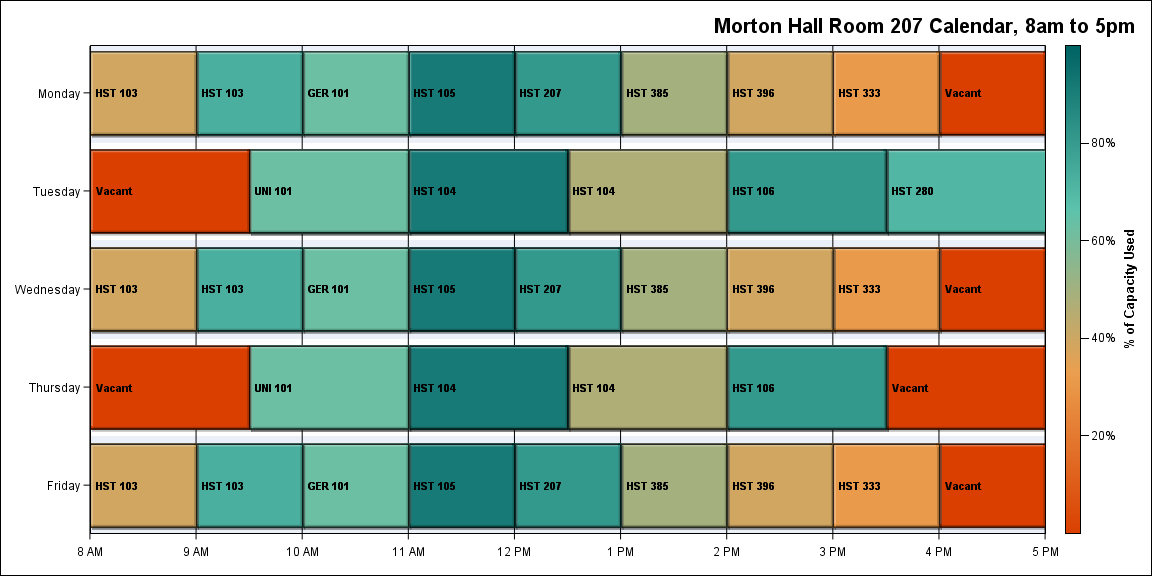 Morton Hall Room 207 Calendar, 8am to 5pm
Monday
HST 103
HST 103
GER 101
HST 105
HST 207
HST 385
HST 396
HST 333
Vacant
Tuesday
Vacant
UNI 101
HST 104
HST 104
HST 106
HST 280
Wednesday
HST 103
HST 103
GER 101
HST 105
HST 207
HST 385
HST 396
HST 333
Vacant
Thursday
Vacant
UNI 101
HST 104
HST 104
HST 106
Vacant
Friday
HST 103
HST 103
GER 101
HST 105
HST 207
HST 385
HST 396
HST 333
Vacant
8 AM
9 AM
10 AM
11 AM
12 PM
1 PM
2 PM
3 PM
4 PM
5 PM
80%
60%
40%
20%
% of Capacity Used